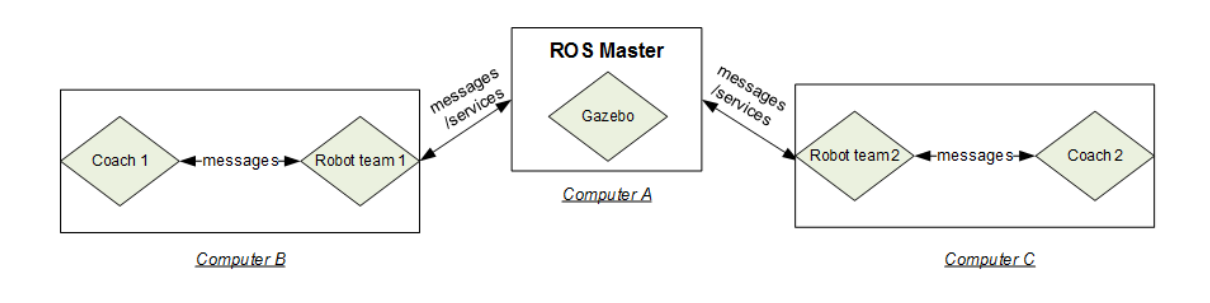 ROS Master
Gazebo
Computer A
messages
/services
messages
/services
Coach 1
messages
Robot team 1
Computer B
Robot team2
messages
Coach 2
Computer C